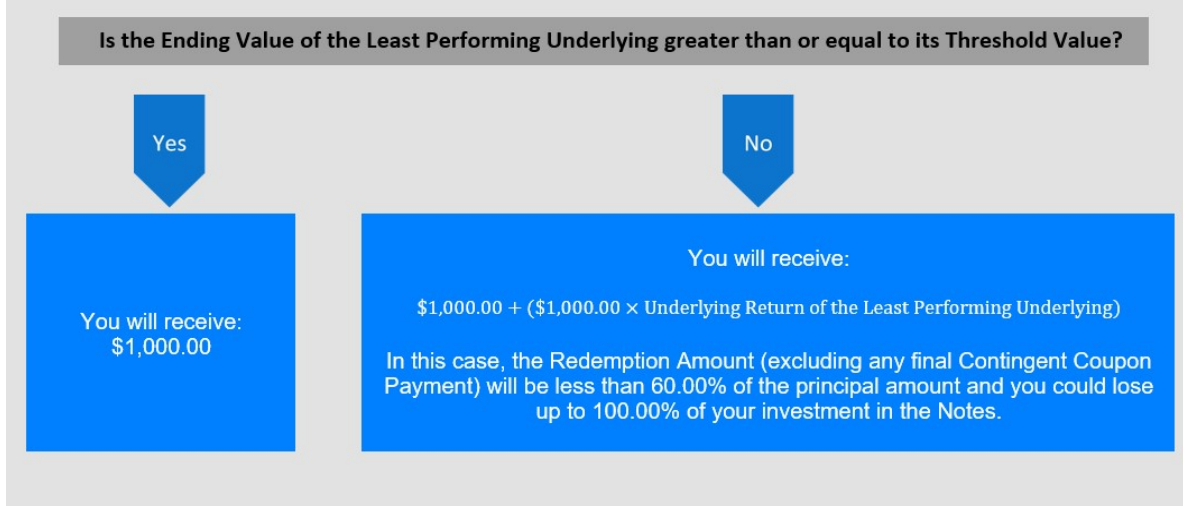 Is the Ending Value of the Least Performing Underlying greater than or equal to its Threshold Value?
Yes
No
You will receive:
$1,000.00
You will receive:
$1,000.00 + ($1,000.00 × Underlying Return of the Least Performing Underlying)
In this case, the Redemption Amount (excluding any final Contingent Coupon
Payment) will be less than 60.00% of the principal amount and you could lose
up to 100.00% of your investment in the Notes.